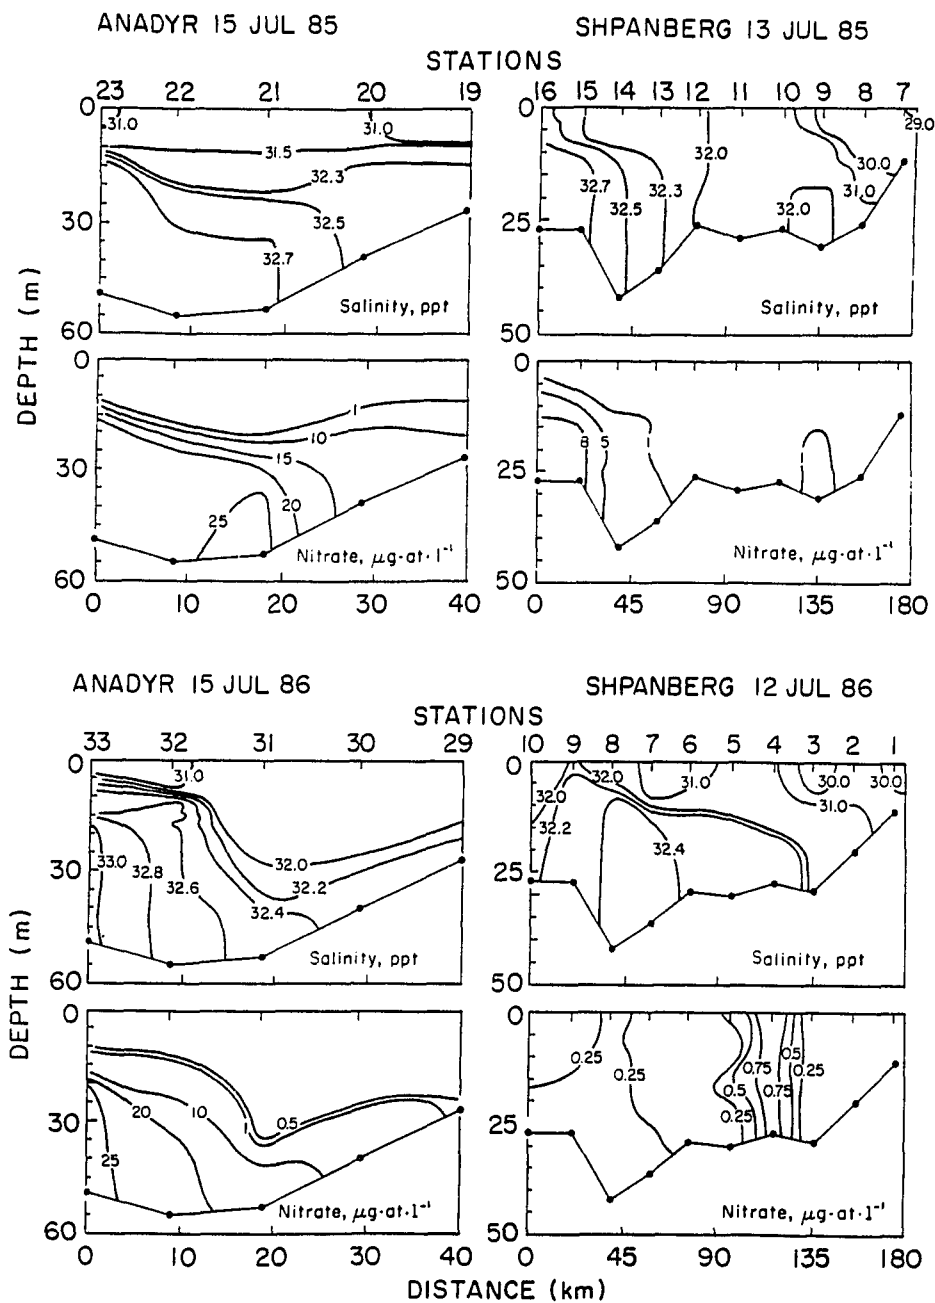 ANADYR 15 JUL 85
SHPANBERG 13 JUL 85
STATIONS
23 22 21 20 19
16 15 14 13 12 11 10 9 8 7
0
30
60
31.0
31.0
31.5
32.3
32.5
32.7
Salinity, ppt
0
25
50
29.0
32.0
30.0
31.0
32.7
32.5
32.3
32.0
Salinity, ppt
DEPTH (m)
0
30
60
1
10
15
20
25
Nitrate, μg·at·l⁻¹
0 10 20 30 40
0
25
50
8 5 1
1
Nitrate, μg·at·l⁻¹
0 45 90 135 180
ANADYR 15 JUL 86
SHPANBERG 12 JUL 86
STATIONS
33 32 31 30 29
10 9 8 7 6 5 4 3 2 1
0
30
60
31.0
33.0
32.8
32.6
32.0
32.2
32.4
Salinity, ppt
0
25
50
32.0
32.0
31.0
30.0
30.0
31.0
32.2
32.4
Salinity, ppt
DEPTH (m)
0
30
60
0.5
1
10
20
25
Nitrate, μg·at·l⁻¹
0 10 20 30 40
0
25
50
0.25
0.25
0.75
0.5
0.25
0.5
0.75
0.25
Nitrate, μg·at·l⁻¹
0 45 90 135 180
DISTANCE (km)